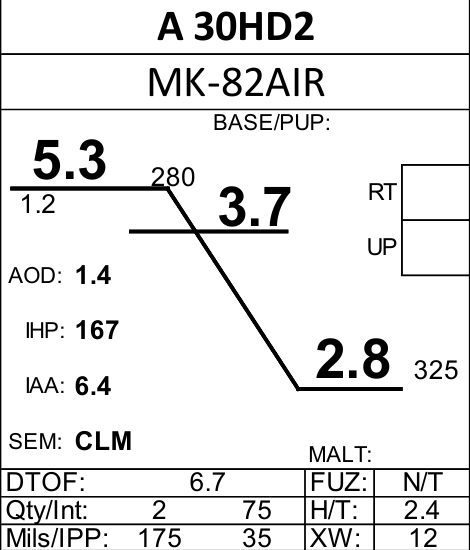 A 30HD2
MK-82AIR
BASE/PUP:
5.3
280
1.2
3.7
RT
UP
AOD: 1.4
IHP: 167
IAA: 6.4
2.8
325
SEM: CLM
MALT:
DTOF: 6.7 FUZ: N/T
Qty/Int: 2 75 H/T: 2.4
Mils/IPP: 175 35 XW: 12